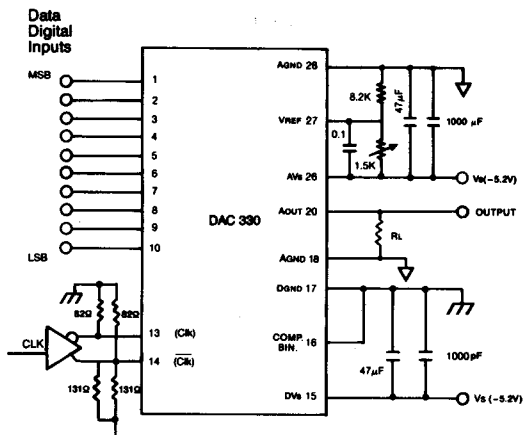 Data
Digital
Inputs
MSB
LSB
1
2
3
4
5
6
7
8
9
10
82Ω
82Ω
CLK
13 (Clk)
14 (Clk)
131Ω
131Ω
DAC 330
AGND 28
VREF 27
AVs 26
AOUT 20
AGND 18
DGND 17
COMP.
BIN. 16
DVs 15
8.2K
47µF
1000 µF
0.1
1.5K
Vs(-5.2V)
OUTPUT
RL
47µF
1000pF
Vs (-5.2V)